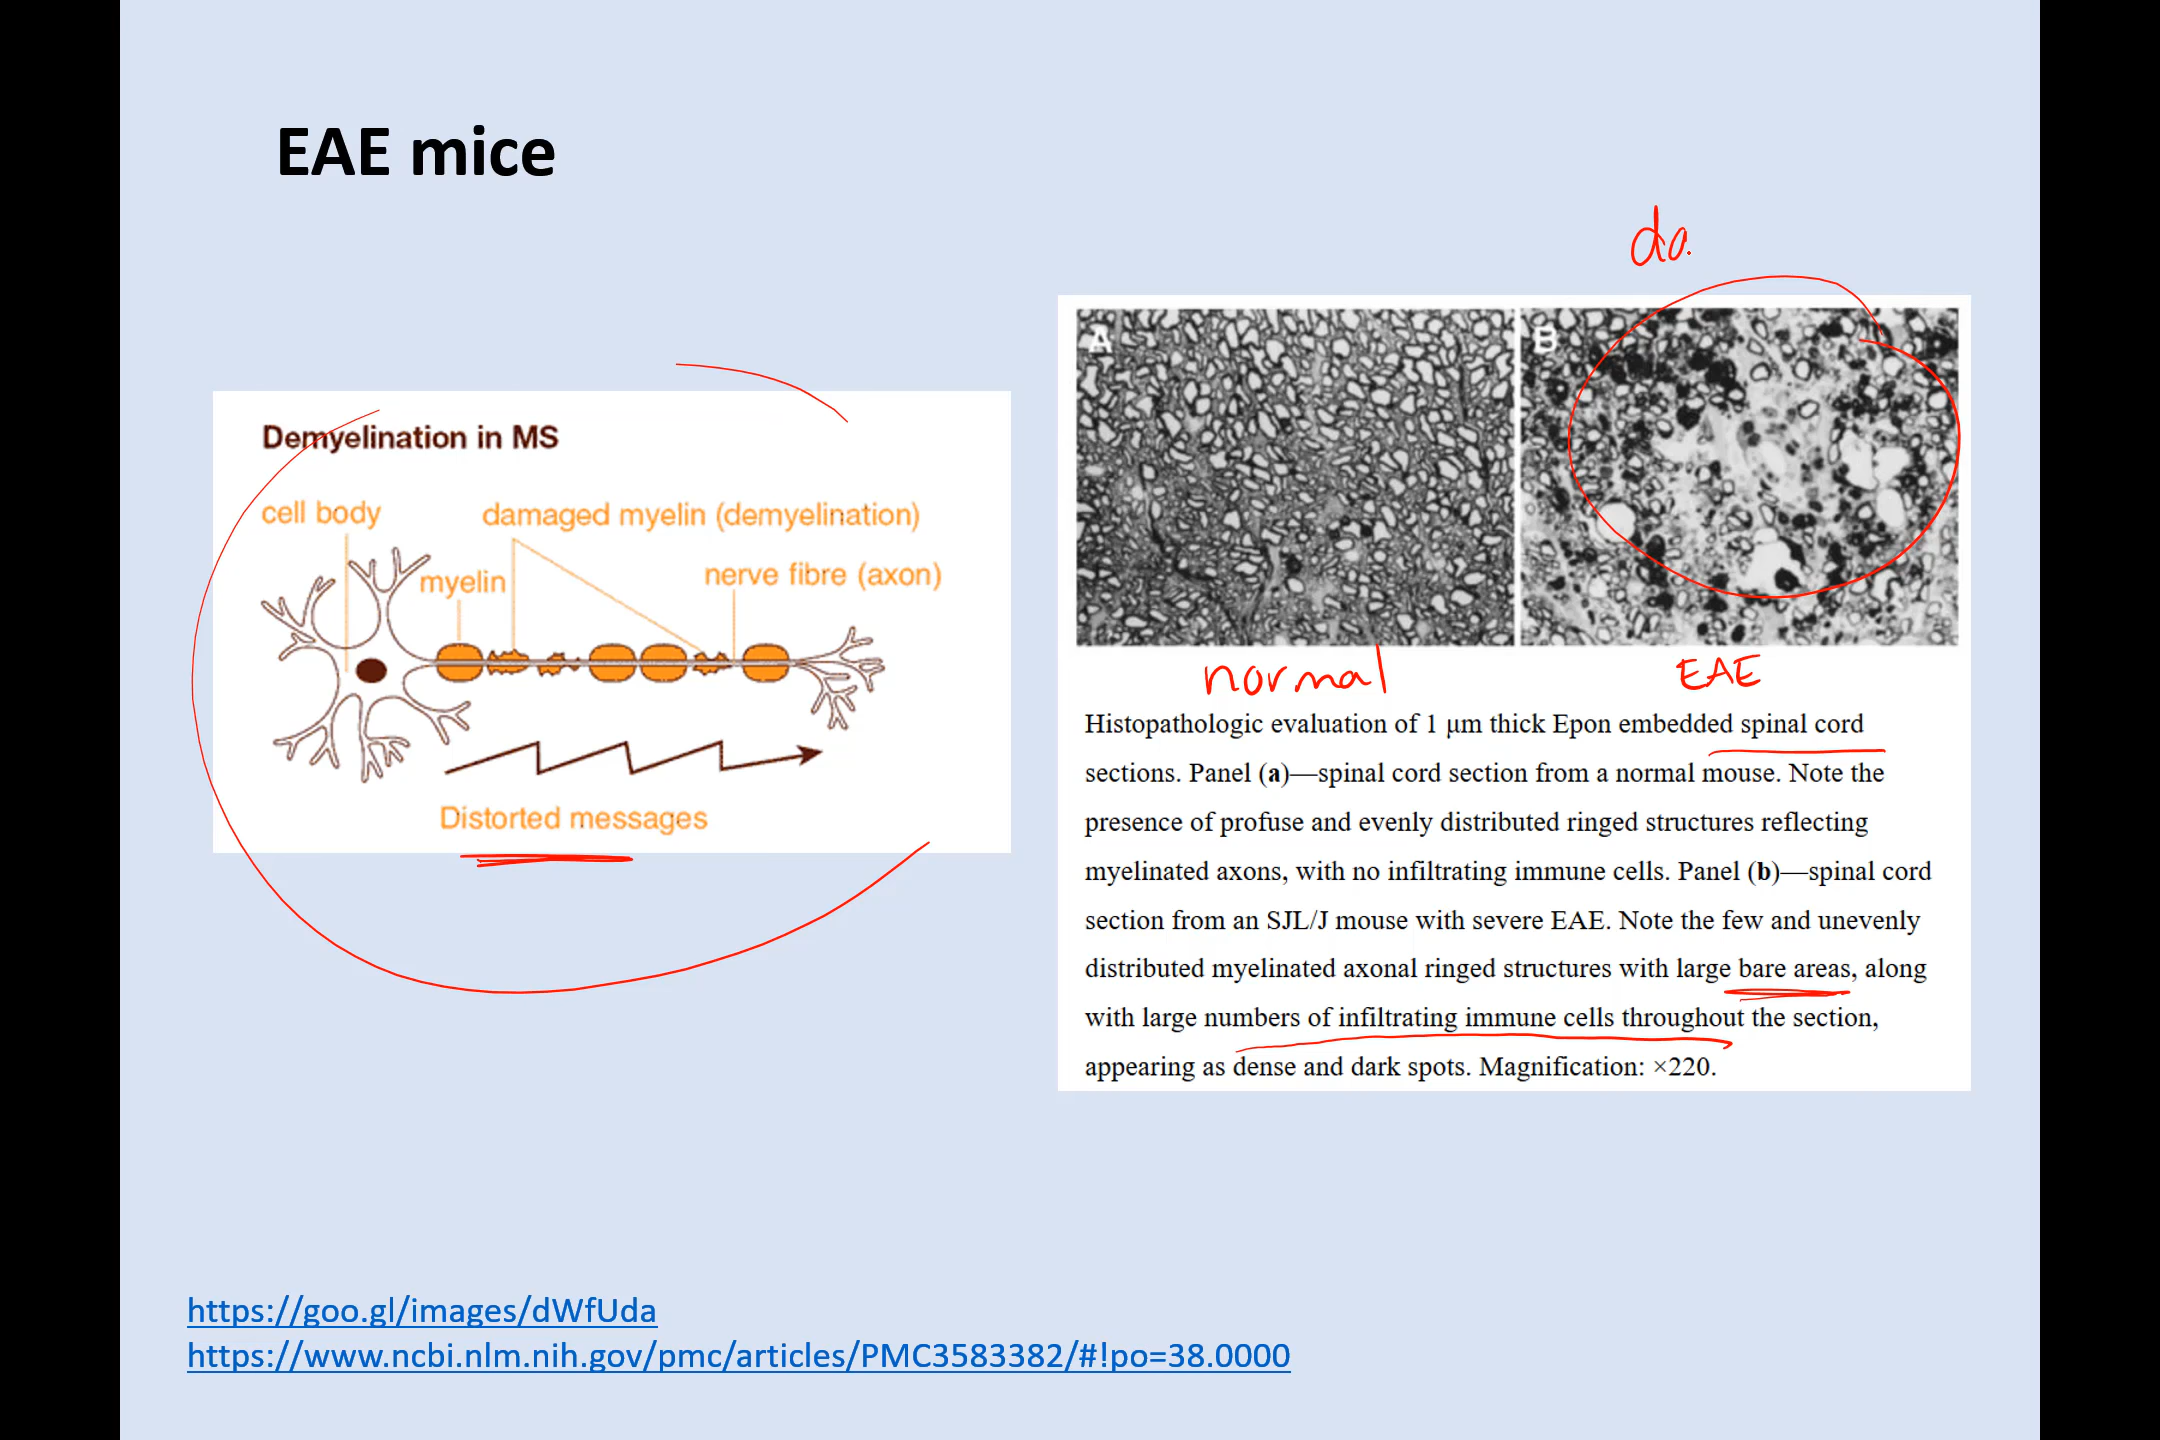 EAE mice
Demyelination in MS
cell body
damaged myelin (demyelination)
myelin
nerve fibre (axon)
Distorted messages
da
A
B
normal
EAE
Histopathologic evaluation of 1 μm thick Epon embedded spinal cord
sections. Panel (a)—spinal cord section from a normal mouse. Note the
presence of profuse and evenly distributed ringed structures reflecting
myelinated axons, with no infiltrating immune cells. Panel (b)—spinal cord
section from an SJL/J mouse with severe EAE. Note the few and unevenly
distributed myelinated axonal ringed structures with large bare areas, along
with large numbers of infiltrating immune cells throughout the section,
appearing as dense and dark spots. Magnification: ×220.
https://goo.gl/images/dWfUda
https://www.ncbi.nlm.nih.gov/pmc/articles/PMC3583382/#!po=38.0000